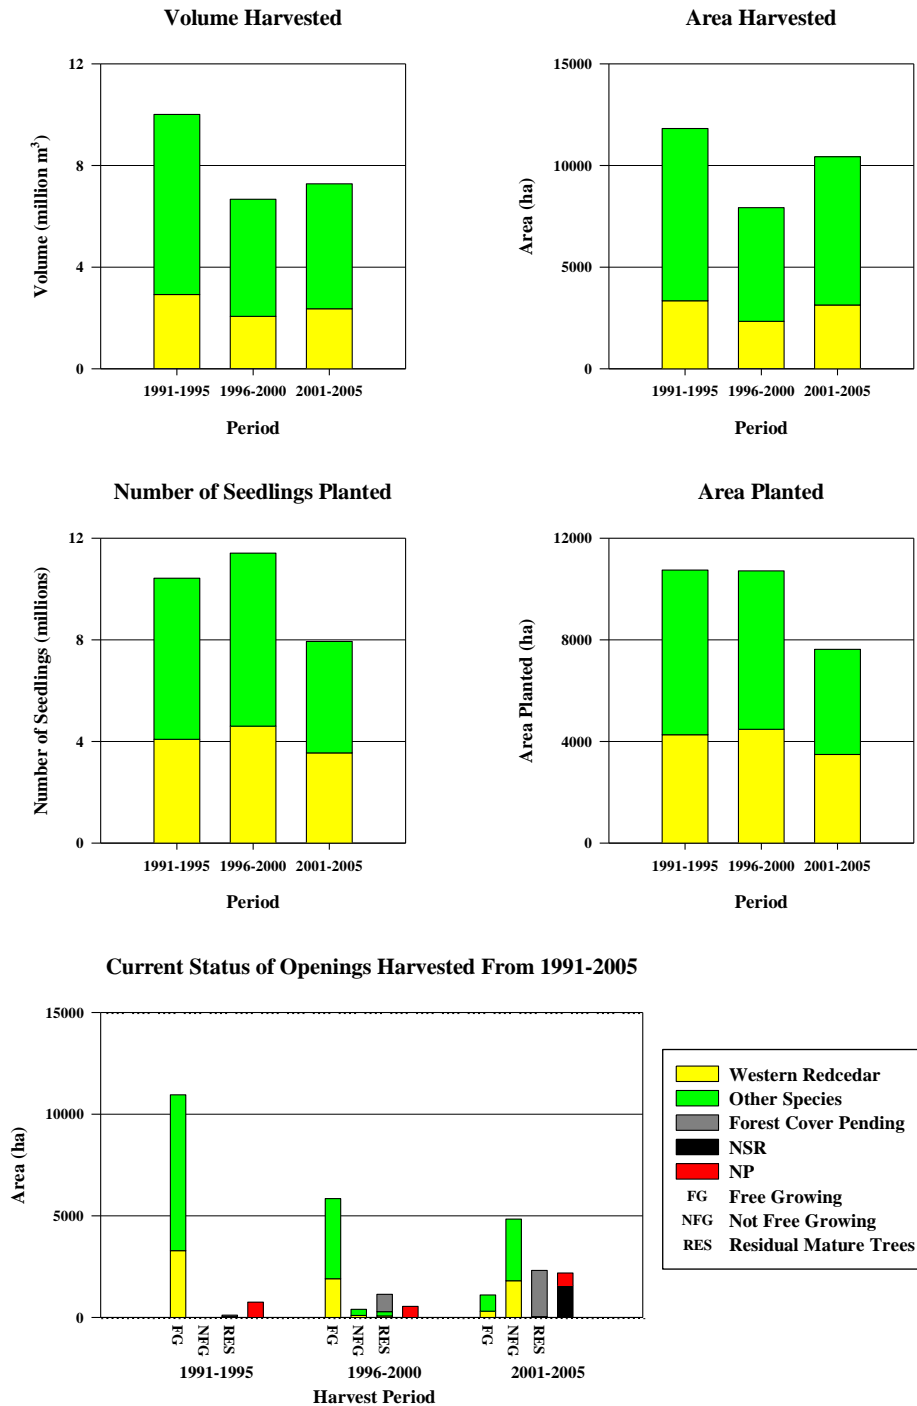 Volume Harvested
12
8
4
0
Volume (million m³)
1991-1995 1996-2000 2001-2005
Period
Area Harvested
15000
10000
5000
0
Area (ha)
1991-1995 1996-2000 2001-2005
Period
Number of Seedlings Planted
12
8
4
0
Number of Seedlings (millions)
1991-1995 1996-2000 2001-2005
Period
Area Planted
12000
8000
4000
0
Area Planted (ha)
1991-1995 1996-2000 2001-2005
Period
Current Status of Openings Harvested From 1991-2005
15000
10000
5000
0
Area (ha)
FG NFG RES FG NFG RES FG NFG RES
1991-1995 1996-2000 2001-2005
Harvest Period
Western Redcedar
Other Species
Forest Cover Pending
NSR
NP
FG Free Growing
NFG Not Free Growing
RES Residual Mature Trees